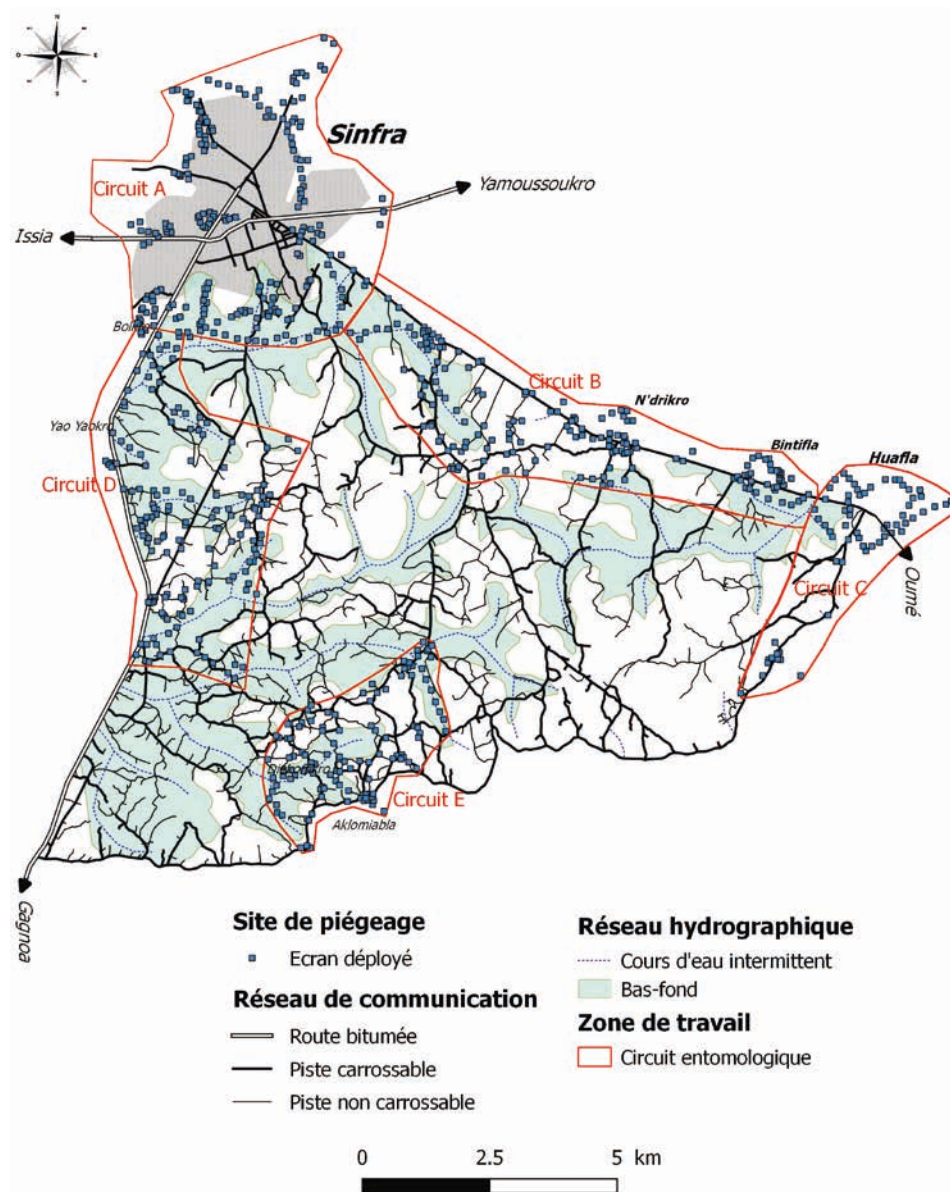 N
O
E
S
Sinfra
Circuit A
Yamoussoukro
Issia
Circuit B
N'drikro
Yao Yaokro
Bintifla
Huafla
Circuit D
Circuit C
Oumé
Circuit E
Aklomiabla
Gagnoa
Site de piégeage
Ecran déployé
Réseau de communication
Route bitumée
Piste carrossable
Piste non carrossable
Réseau hydrographique
Cours d'eau intermittent
Bas-fond
Zone de travail
Circuit entomologique
0 2.5 5 km